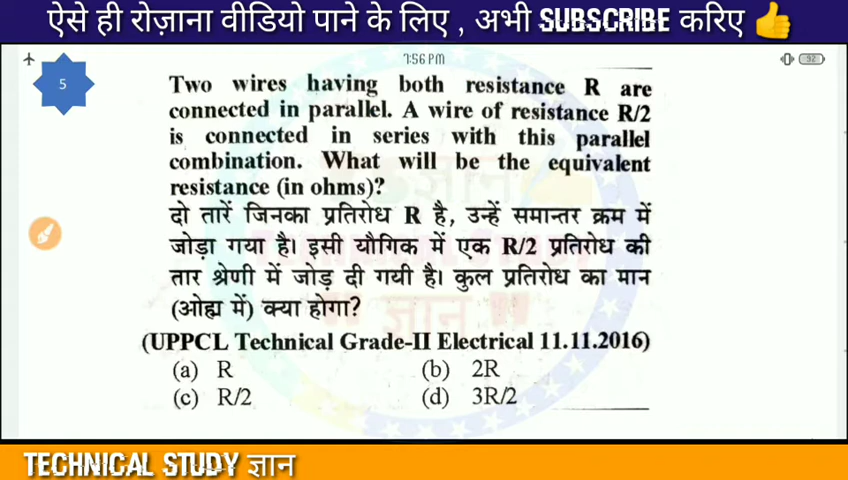 ऐसे ही रोज़ाना वीडियो पाने के लिए , अभी SUBSCRIBE करिए
7:56 PM
92
5
Two wires having both resistance R are
connected in parallel. A wire of resistance R/2
is connected in series with this parallel
combination. What will be the equivalent
resistance (in ohms)?
दो तारें जिनका प्रतिरोध R है, उन्हें समान्तर क्रम में
जोड़ा गया है। इसी यौगिक में एक R/2 प्रतिरोध की
तार श्रेणी में जोड़ दी गयी है। कुल प्रतिरोध का मान
(ओह्म में) क्या होगा?
(UPPCL Technical Grade-II Electrical 11.11.2016)
(a) R (b) 2R
(c) R/2 (d) 3R/2
TECHNICAL STUDY ज्ञान